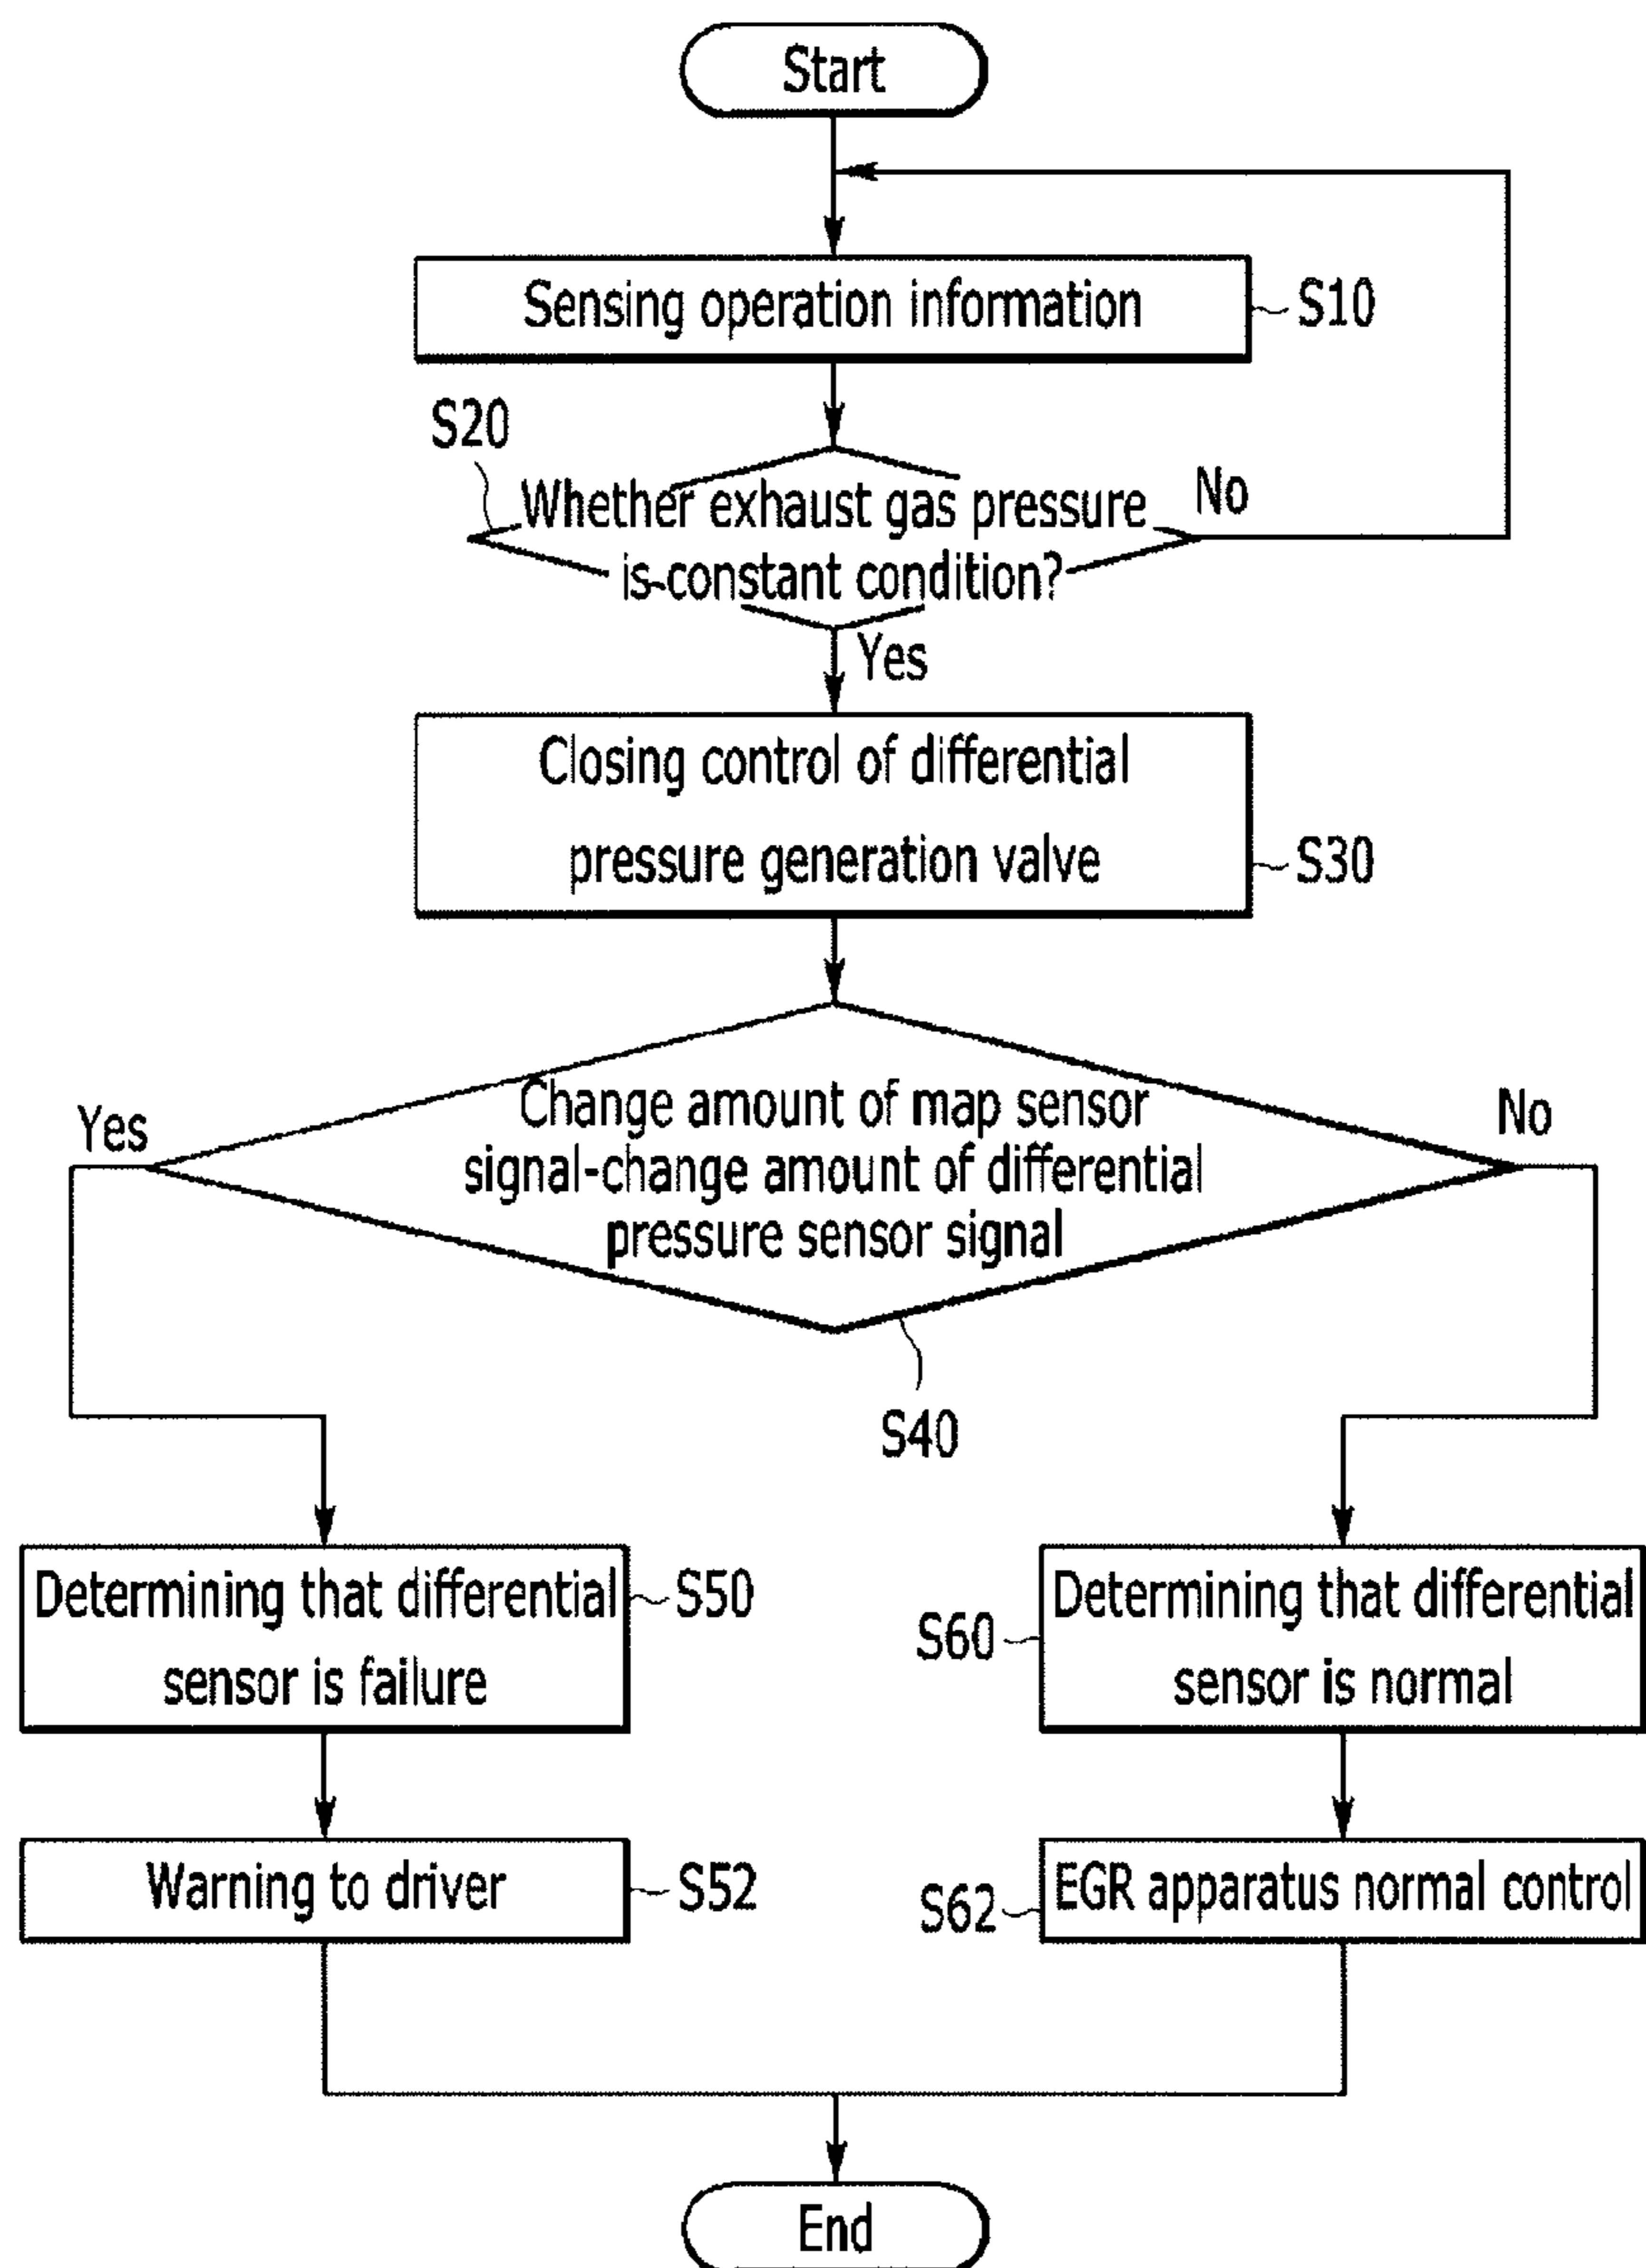 Start
Sensing operation information
S10
S20
Whether exhaust gas pressure
is constant condition?
No
Yes
Closing control of differential
pressure generation valve
S30
Change amount of map sensor
signal-change amount of differential
pressure sensor signal
Yes
No
S40
Determining that differential
sensor is failure
S50
S60
Determining that differential
sensor is normal
Warning to driver
S52
S62
EGR apparatus normal control
End